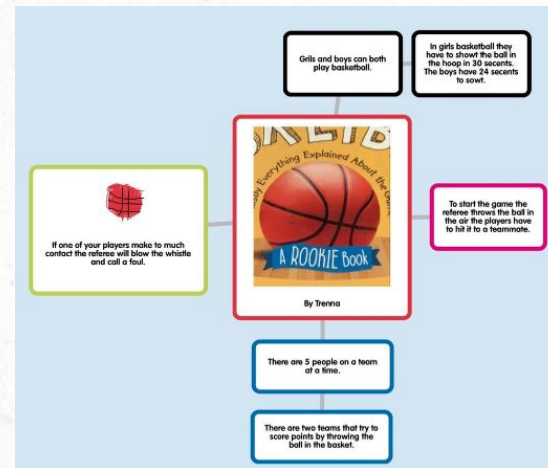 Grils and boys can both
play basketball.
In girls basketball they
have to showt the ball in
the hoop in 30 secents.
The boys have 24 secents
to sowt.
Everything Explained About the Game
A ROOKIE Book
By Trenna
If one of your players make to much
contact the referee will blow the whistle
and call a foul.
To start the game the
referee throws the ball in
the air the players have
to hit it to a teammate.
There are 5 people on a team
at a time.
There are two teams that try to
score points by throwing the
ball in the basket.